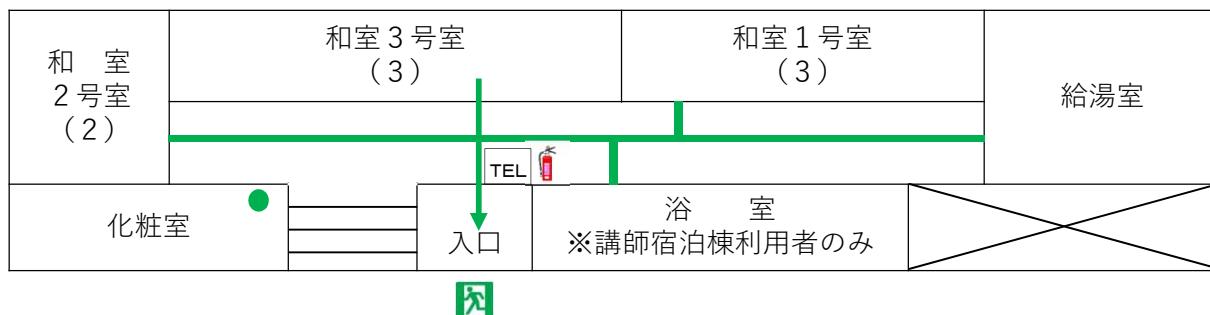 和　室
２号室
（２）
和室３号室
（３）
和室１号室
（３）
給湯室
TEL
化粧室
入口
浴　　室
※講師宿泊棟利用者のみ